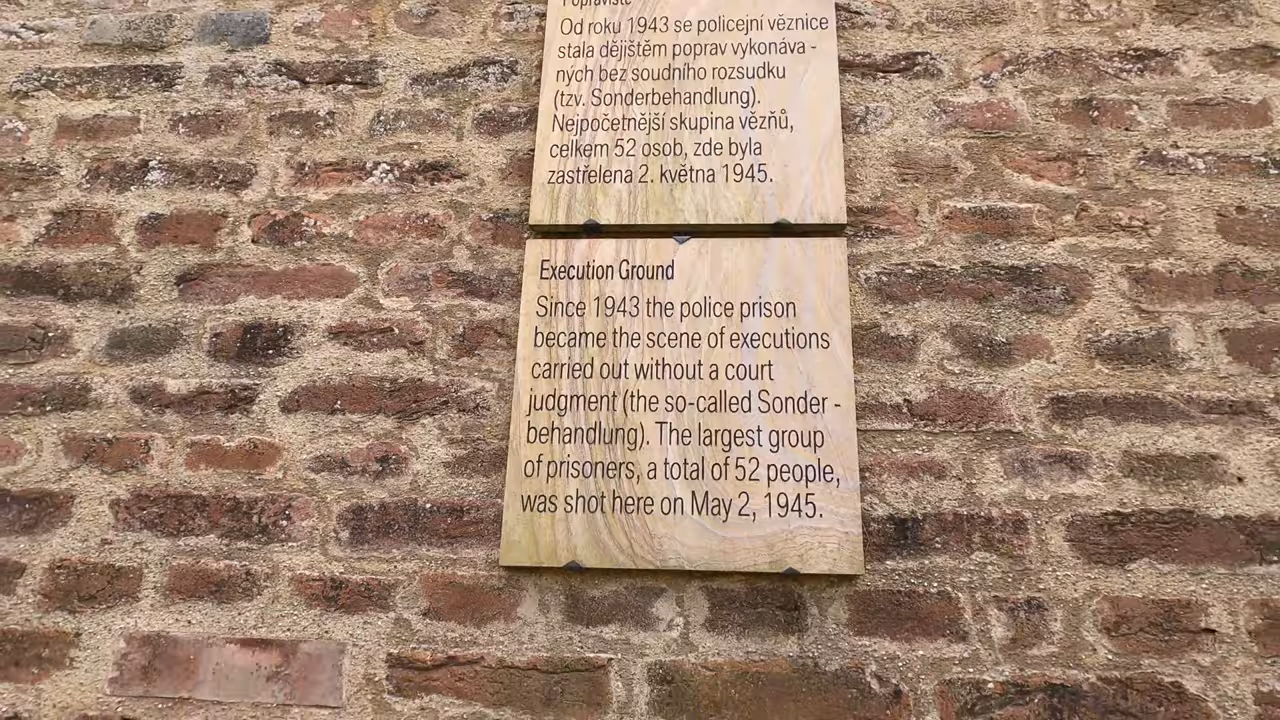 Popraviště
Od roku 1943 se policejní věznice
stala dějištěm poprav vykonáva -
ných bez soudního rozsudku
(tzv. Sonderbehandlung).
Nejpočetnější skupina vězňů,
celkem 52 osob, zde byla
zastřelena 2. května 1945.
Execution Ground
Since 1943 the police prison
became the scene of executions
carried out without a court
judgment (the so-called Sonder -
behandlung). The largest group
of prisoners, a total of 52 people,
was shot here on May 2, 1945.